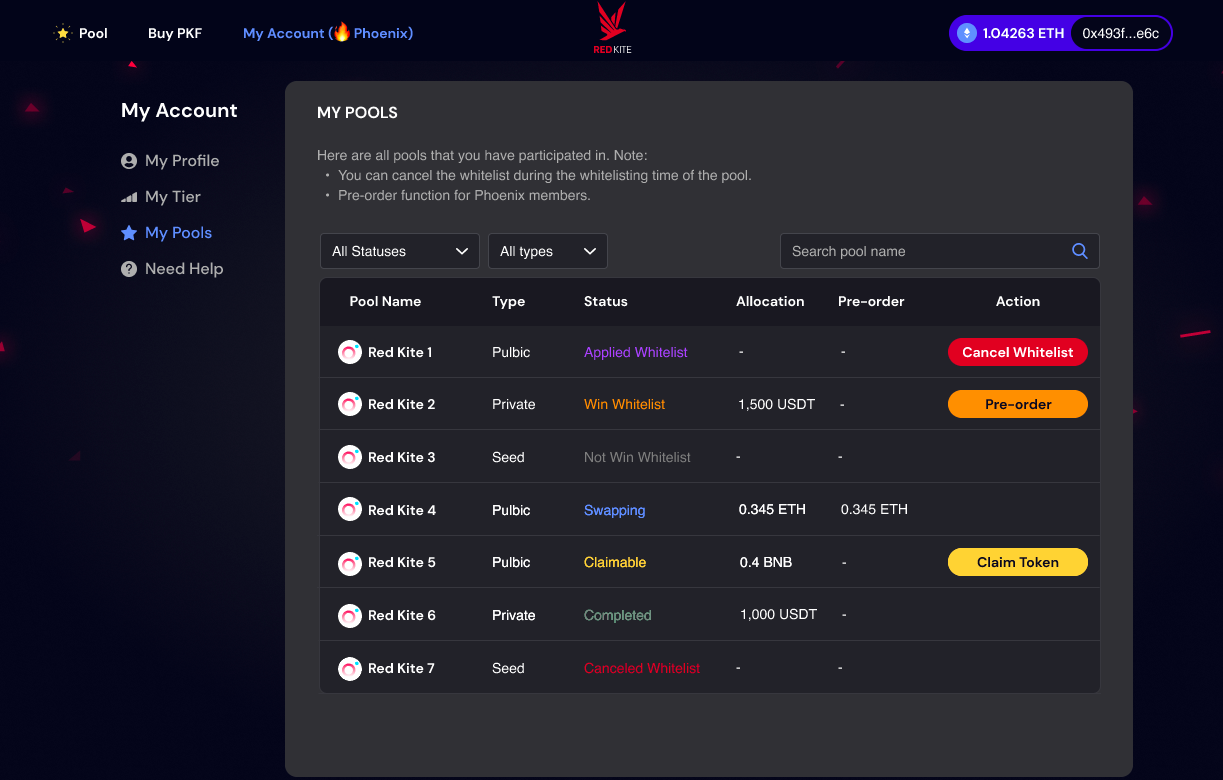 Pool Buy PKF My Account (🔥 Phoenix)
REDKITE
1.04263 ETH 0x493f...e6c
My Account
My Profile
My Tier
My Pools
Need Help
MY POOLS
Here are all pools that you have participated in. Note:
• You can cancel the whitelist during the whitelisting time of the pool.
• Pre-order function for Phoenix members.
All Statuses All types Search pool name
Pool Name Type Status Allocation Pre-order Action
Red Kite 1 Pulbic Applied Whitelist - - Cancel Whitelist
Red Kite 2 Private Win Whitelist 1,500 USDT - Pre-order
Red Kite 3 Seed Not Win Whitelist - -
Red Kite 4 Pulbic Swapping 0.345 ETH 0.345 ETH
Red Kite 5 Pulbic Claimable 0.4 BNB - Claim Token
Red Kite 6 Private Completed 1,000 USDT -
Red Kite 7 Seed Canceled Whitelist - -